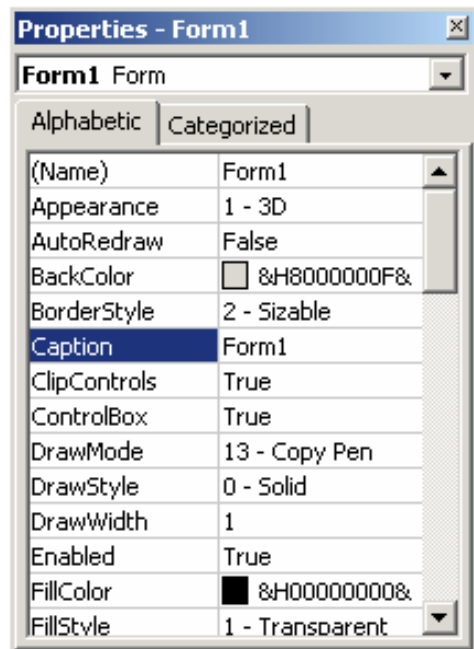 Properties - Form1
Form1 Form
Alphabetic Categorized
(Name) Form1
Appearance 1 - 3D
AutoRedraw False
BackColor &H8000000F&
BorderStyle 2 - Sizable
Caption Form1
ClipControls True
ControlBox True
DrawMode 13 - Copy Pen
DrawStyle 0 - Solid
DrawWidth 1
Enabled True
FillColor &H00000000&
FillStyle 1 - Transparent